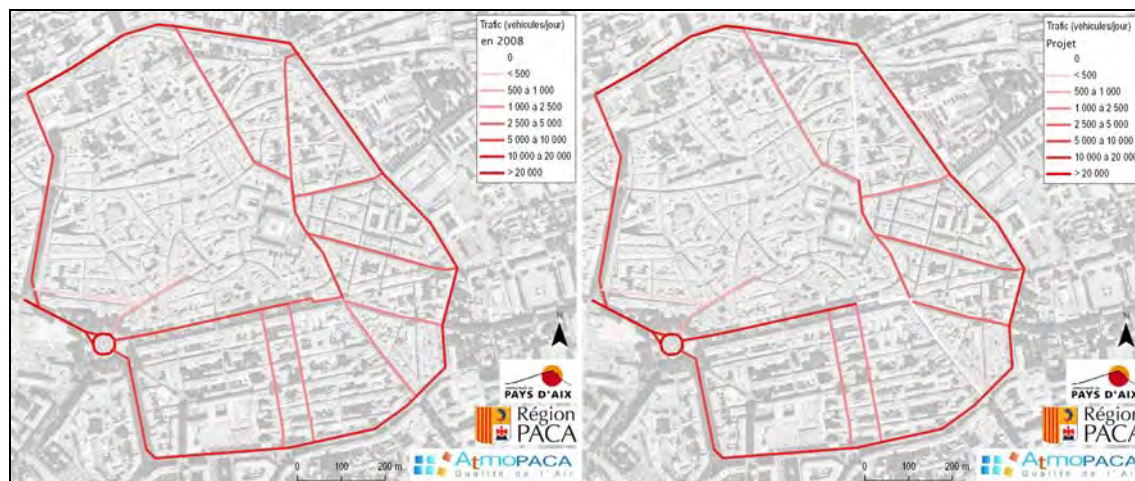 Trafic (véhicules/jour)
en 2008
0
< 500
500 à 1 000
1 000 à 2 500
2 500 à 5 000
5 000 à 10 000
10 000 à 20 000
> 20 000
N
PAYS D'AIX
Région
PACA
AtmoPACA
Qualité de l'Air
0 100 200 m
Trafic (véhicules/jour)
Projet
0
< 500
500 à 1 000
1 000 à 2 500
2 500 à 5 000
5 000 à 10 000
10 000 à 20 000
> 20 000
N
PAYS D'AIX
Région
PACA
AtmoPACA
Qualité de l'Air
0 100 200 m